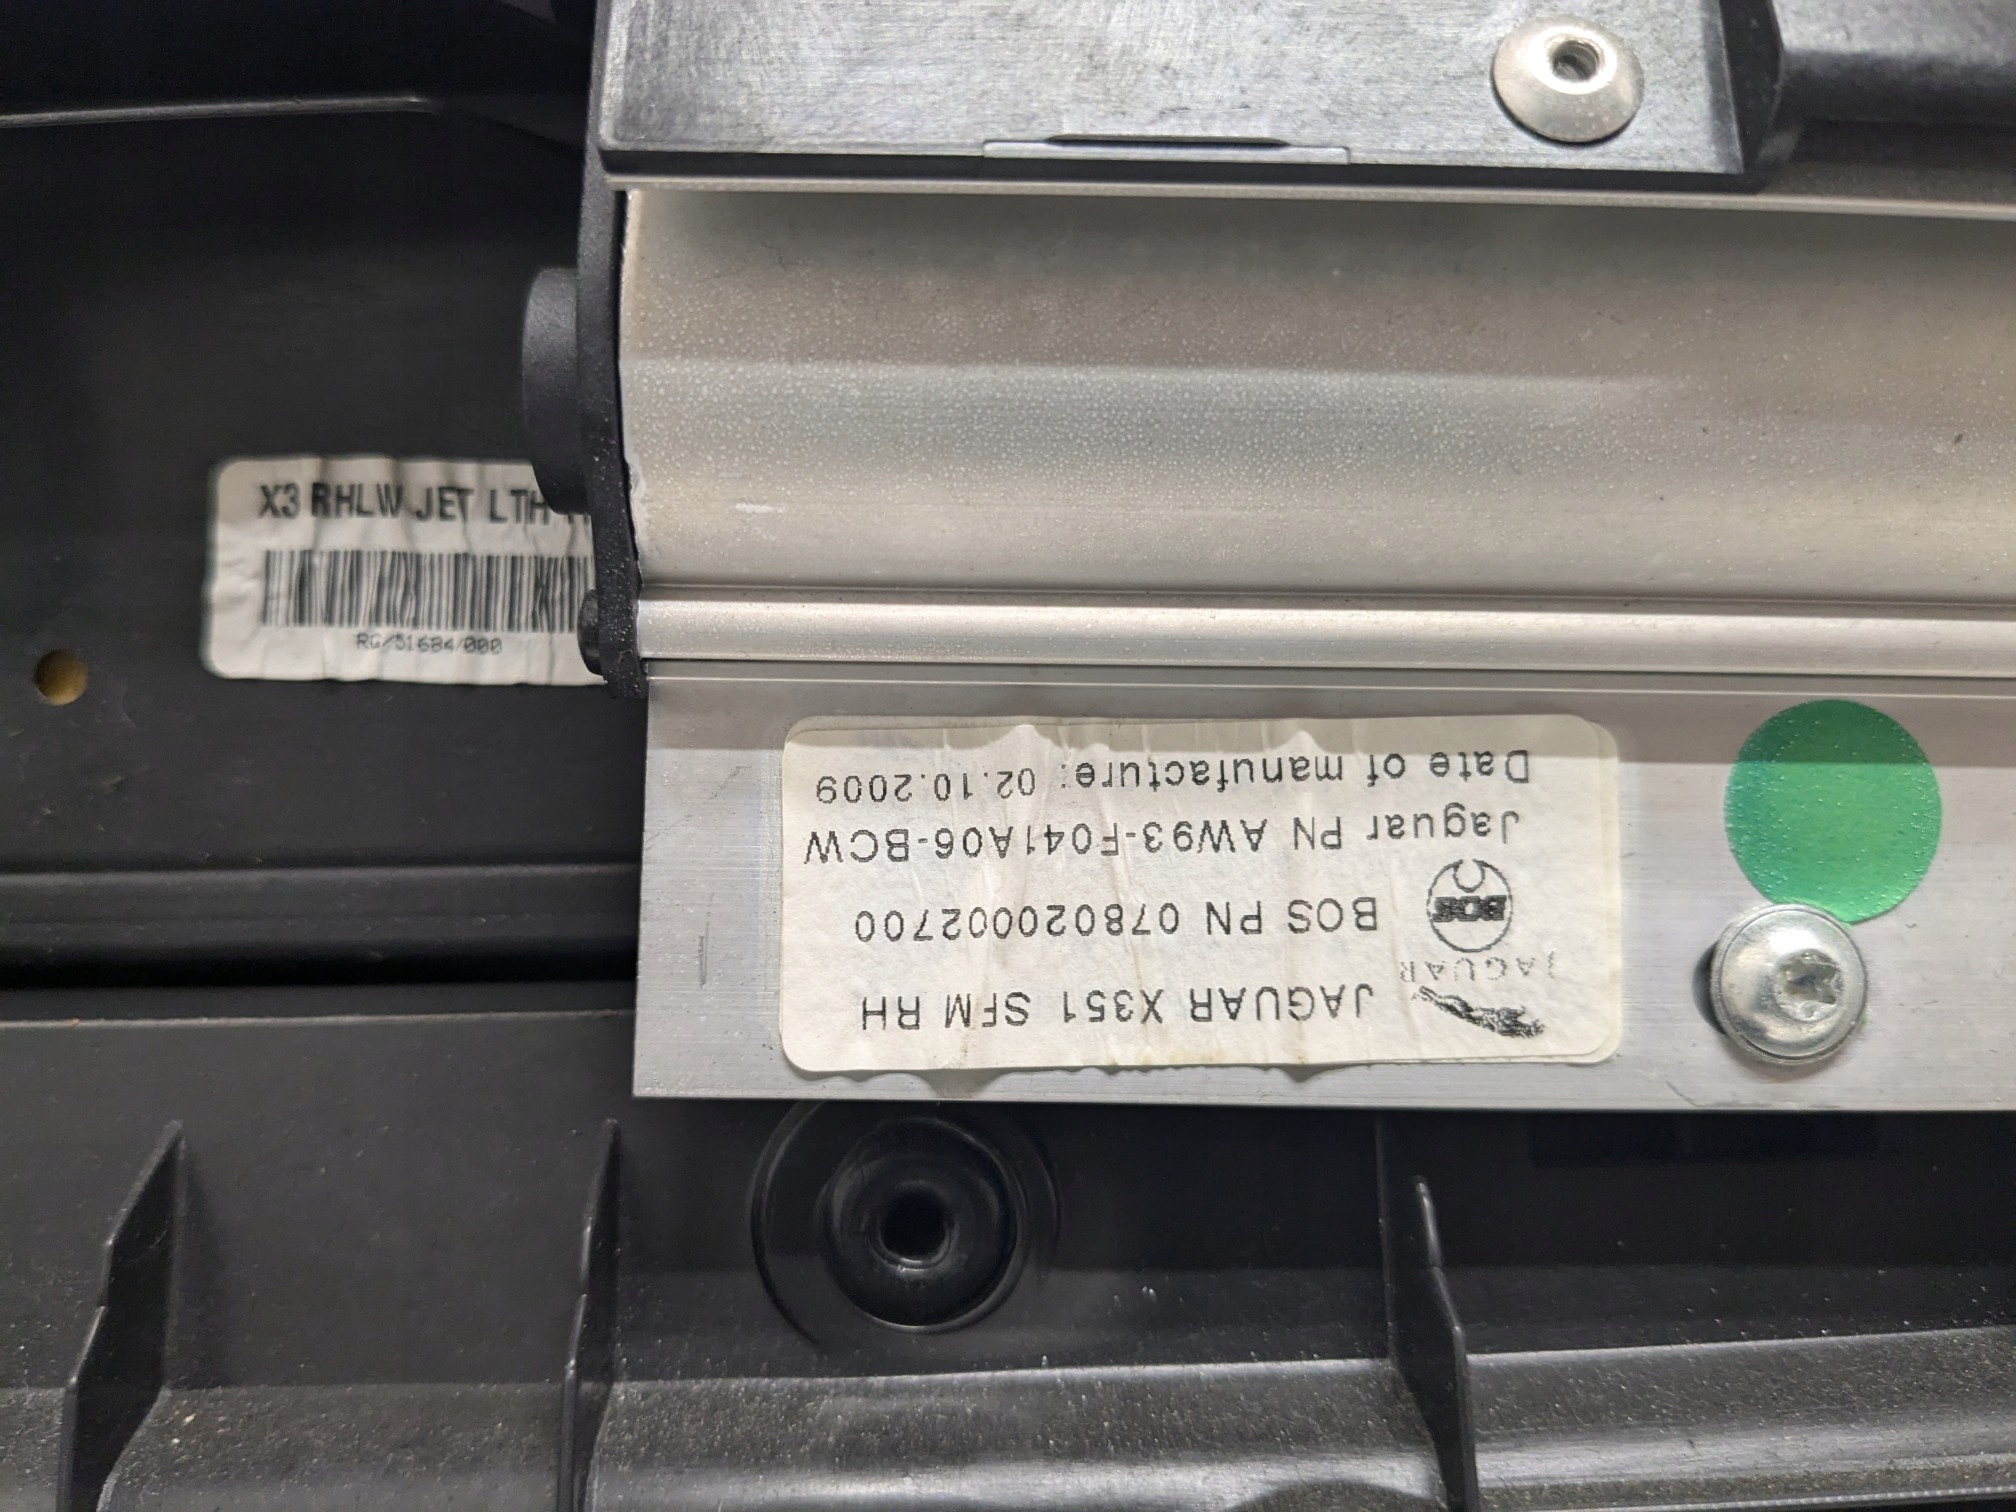 X3 RHLW JET LTH
RG/51684/000
JAGUAR X351 SFM RH
JAGUAR
BOS PN 078020002700
BOS
Jaguar PN AW93-F041A06-BCW
Date of manufacture: 02.10.2009